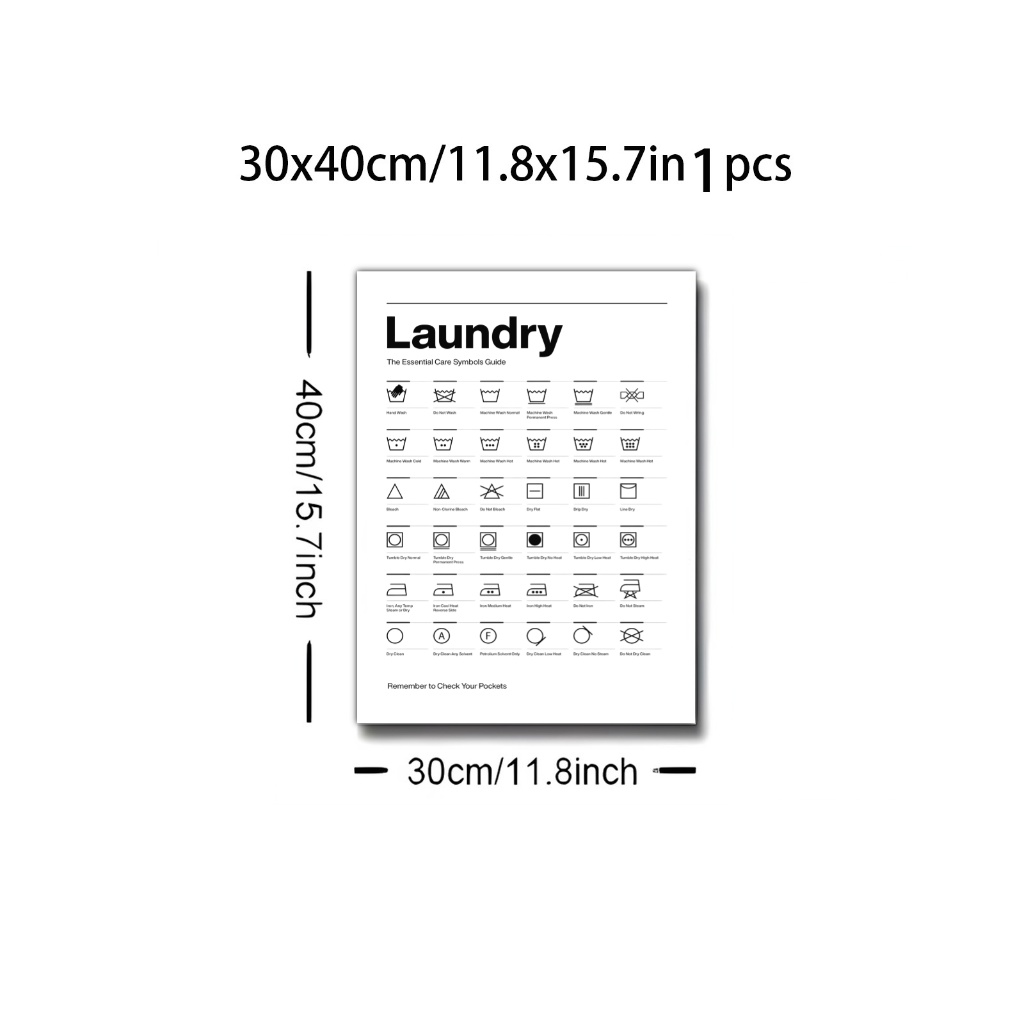 30x40cm/11.8x15.7in 1 pcs
40cm/15.7inch
Laundry
The Essential Care Symbols Guide
Hand Wash
Do Not Wash
Machine Wash Normal
Machine Wash
Permanent Press
Machine Wash Gentle
Do Not Wring
Machine Wash Cold
Machine Wash Warm
Machine Wash Hot
Machine Wash Hot
Machine Wash Hot
Machine Wash Hot
Bleach
Non-Chorine Bleach
Do Not Bleach
Dry Flat
Drip Dry
Line Dry
Tumble Dry Normal
Tumble Dry
Permanent Press
Tumble Dry Gentle
Tumble Dry No Heat
Tumble Dry Low Heat
Tumble Dry High Heat
Iron Any Temp
Steam or Dry
Iron Cool Heat
Reverse Side
Iron Medium Heat
Iron High Heat
Do Not Iron
Do Not Steam
A
F
Dry Clean
Dry Clean Any Solvent
Petroleum Solvent Only
Dry Clean Low Heat
Dry Clean No Steam
Do Not Dry Clean
Remember to Check Your Pockets
30cm/11.8inch